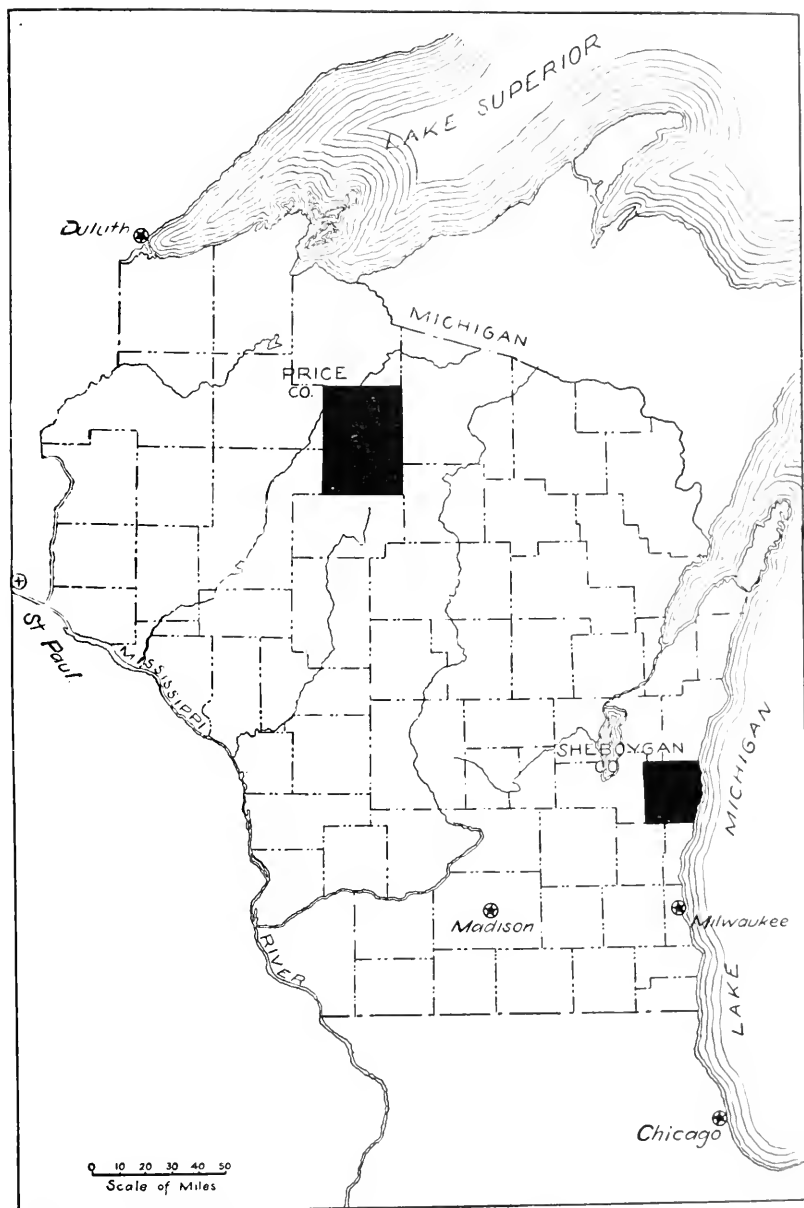 LAKE SUPERIOR
Duluth
MICHIGAN
PRICE
CO.
St Paul.
MISSISSIPPI
RIVER
SHEBOYGAN
CO
MICHIGAN
LAKE
Madison
Milwaukee
Chicago
0 10 20 30 40 50
Scale of Miles